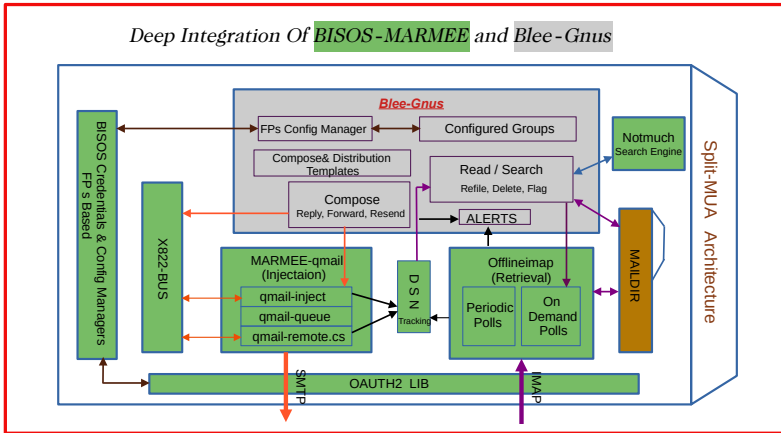 Deep Integration Of BISOS-MARMEE and Blee-Gnus
Blee-Gnus
FPs Config Manager
Configured Groups
Compose& Distribution
Templates
Read / Search
Refile, Delete, Flag
Compose
Reply, Forward, Resend
ALERTS
Notmuch
Search Engine
BISOS Credentials & Config Managers
FP s Based
X822-BUS
MARMEE-qmail
(Injectaion)
qmail-inject
qmail-queue
qmail-remote.cs
D S N
Tracking
Offlineimap
(Retrieval)
Periodic
Polls
On
Demand
Polls
MAILDIR
Split-MUA Architecture
OAUTH2 LIB
SMTP
IMAP